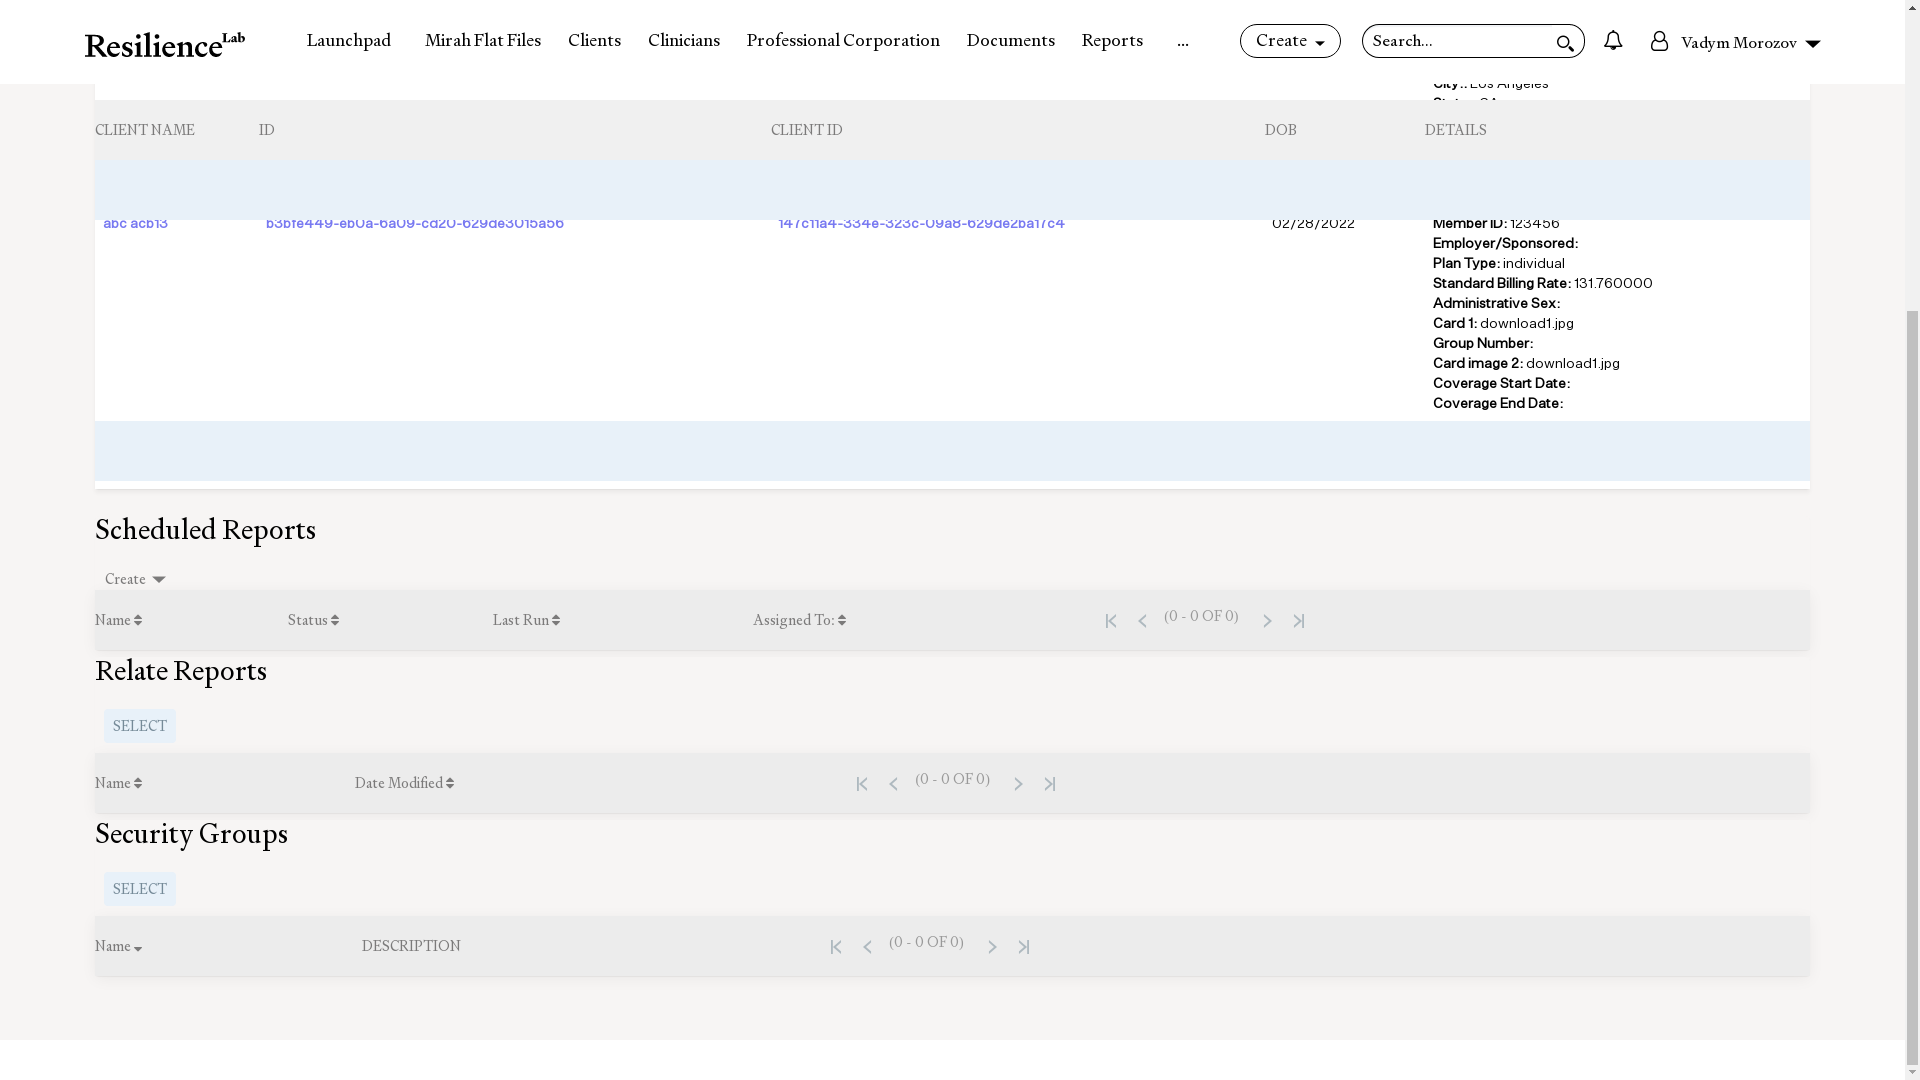 Resilience Lab Launchpad Mirah Flat Files Clients Clinicians Professional Corporation Documents Reports ... Create Search... Vadym Morozov
City:: Los Angeles
CLIENT NAME ID CLIENT ID DOB DETAILS
abc acb13 b3bfe449-eb0a-6a09-cd20-629de3015a56 147c11a4-334e-323c-09a8-629de2ba17c4 02/28/2022 Member ID: 123456
Employer/Sponsored:
Plan Type: individual
Standard Billing Rate: 131.760000
Administrative Sex:
Card 1: download1.jpg
Group Number:
Card image 2: download1.jpg
Coverage Start Date:
Coverage End Date:
Scheduled Reports
Create
Name Status Last Run Assigned To: (0 - 0 OF 0)
Relate Reports
SELECT
Name Date Modified (0 - 0 OF 0)
Security Groups
SELECT
Name DESCRIPTION (0 - 0 OF 0)